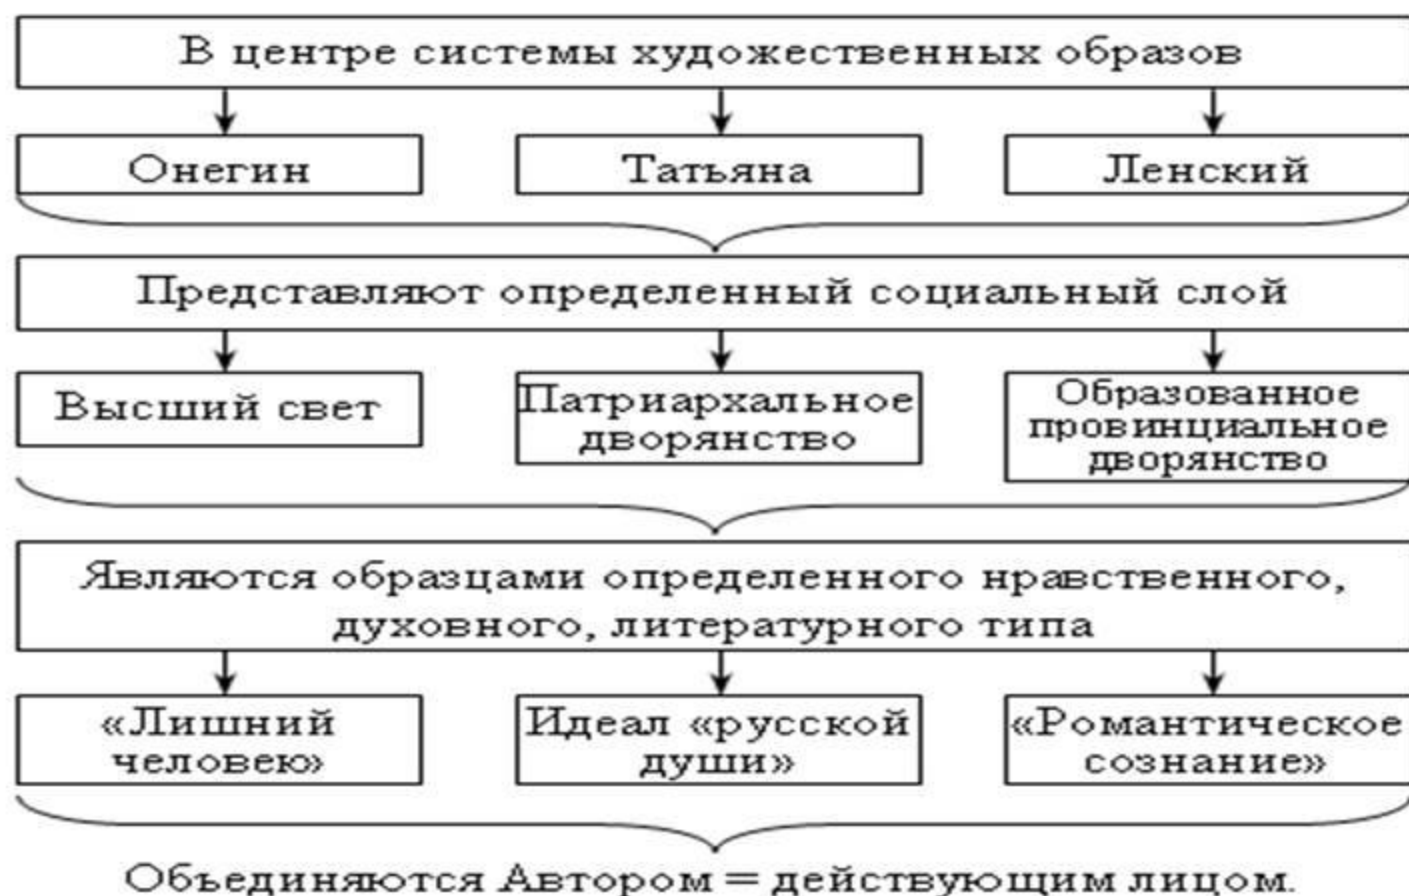 В центре системы художественных образов
Онегин
Татьяна
Ленский
Представляют определенный социальный слой
Высший свет
Патриархальное
дворянство
Образованное
провинциальное
дворянство
Являются образцами определенного нравственного,
духовного, литературного типа
«Лишний
человею»
Идеал «русской
души»
«Романтическое
сознание»
Объединяются Автором = действующим лицом.